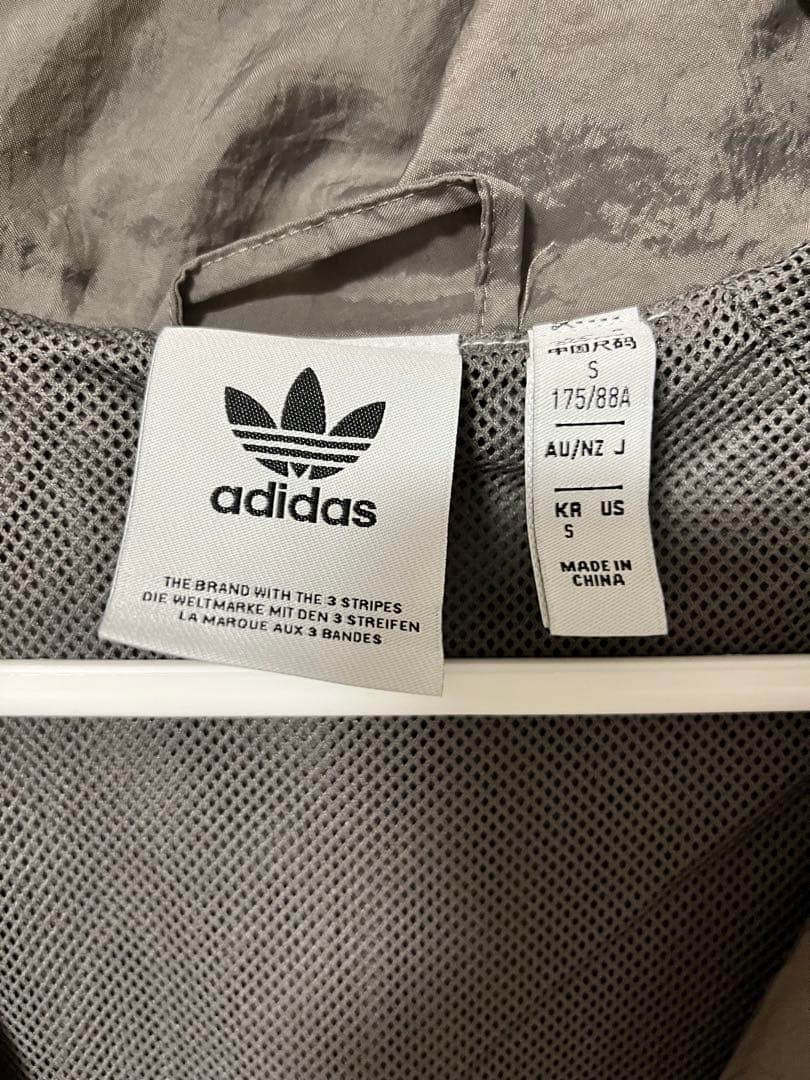 adidas
THE BRAND WITH THE 3 STRIPES
DIE WELTMARKE MIT DEN 3 STREIFEN
LA MARQUE AUX 3 BANDES
中国尺码
S
175/88A
AU/NZ J
KR US
S
MADE IN
CHINA